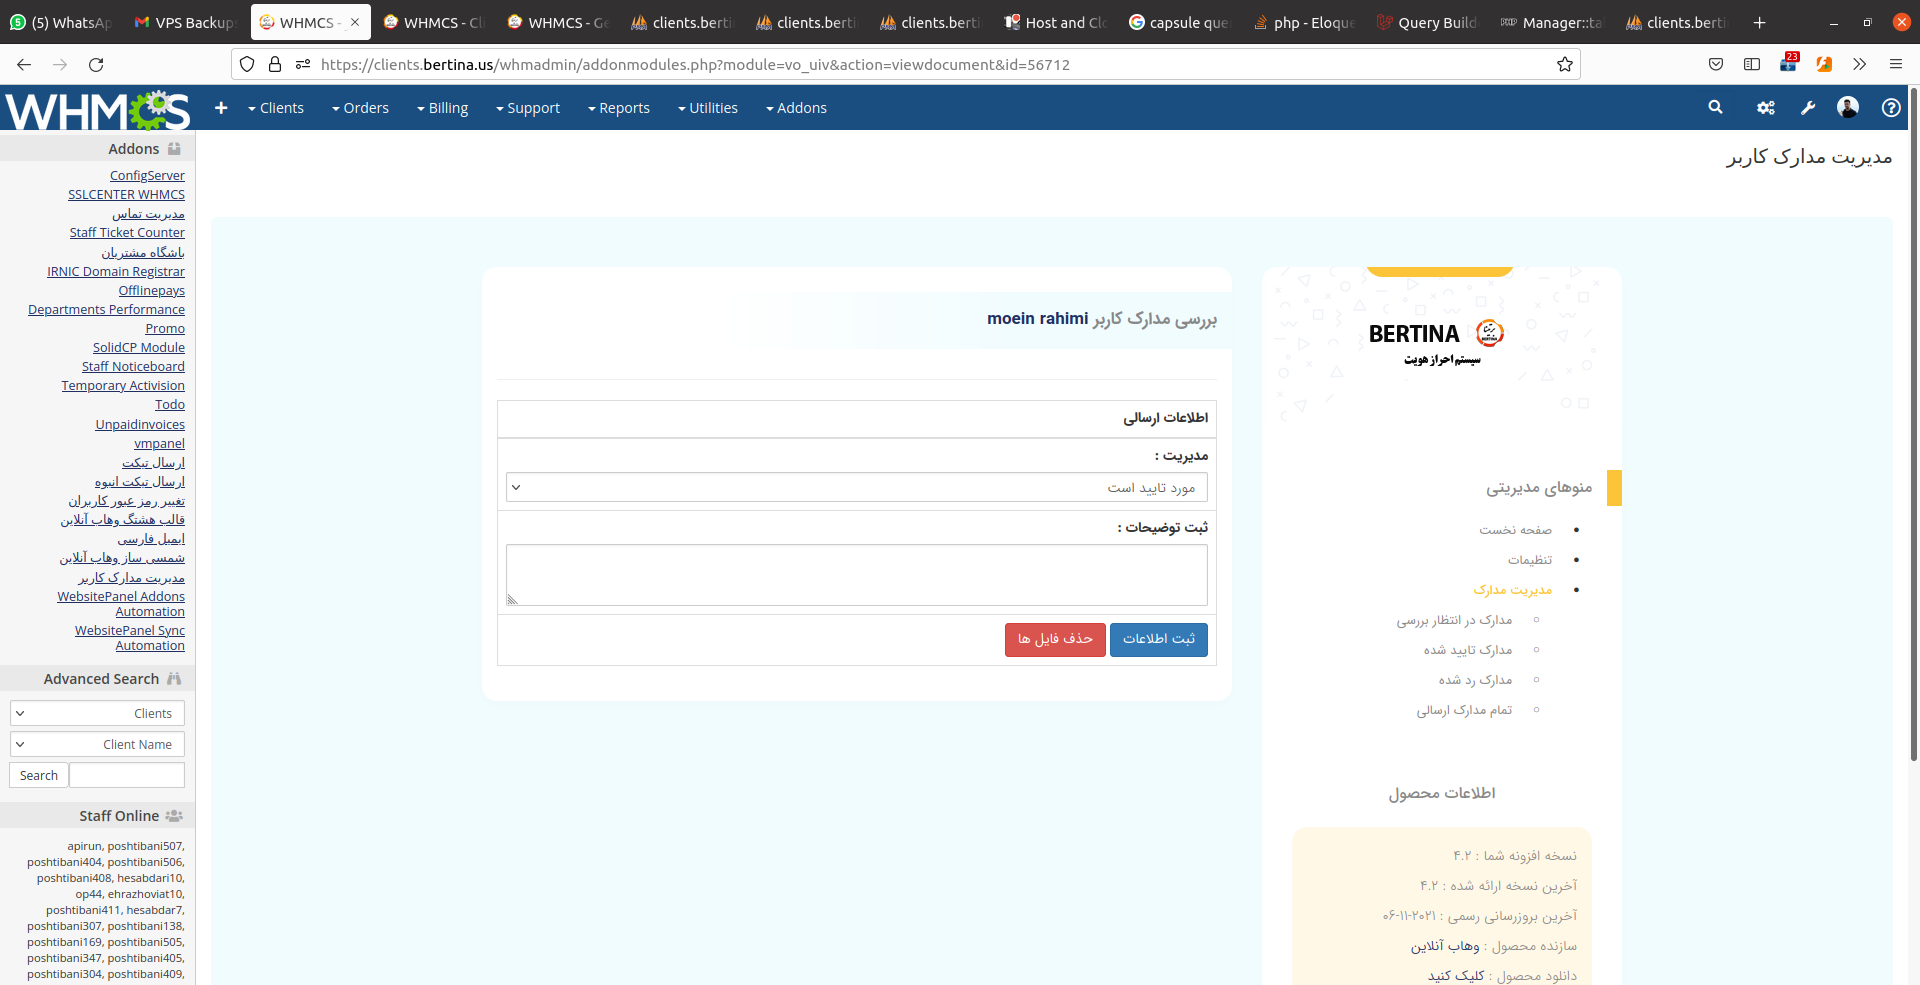 (5) WhatsAp
VPS Backup
WHMCS -
WHMCS - Cli
WHMCS - Ge
clients.berti
clients.berti
clients.berti
Host and Clo
capsule que
php - Eloque
Query Build
Manager::ta
clients.berti
https://clients.bertina.us/whmadmin/addonmodules.php?module=vo_uiv&action=viewdocument&id=56712
23
WHMCS
Clients
Orders
Billing
Support
Reports
Utilities
Addons
Addons
ConfigServer
SSLCENTER WHMCS
مدیریت تماس
Staff Ticket Counter
باشگاه مشتریان
IRNIC Domain Registrar
Offlinepays
Departments Performance
Promo
SolidCP Module
Staff Noticeboard
Temporary Activision
Todo
Unpaidinvoices
vmpanel
ارسال تیکت
ارسال تیکت انبوه
تغییر رمز عبور کاربران
قالب هشتگ وهاب آنلاین
ایمیل فارسی
شمسی ساز وهاب آنلاین
مدیریت مدارک کاربر
WebsitePanel Addons
Automation
WebsitePanel Sync
Automation
Advanced Search
Clients
Client Name
Search
Staff Online
apirun, poshtibani507,
poshtibani404, poshtibani506,
poshtibani408, hesabdari10,
op44, ehrazhoviat10,
poshtibani411, hesabdar7,
poshtibani307, poshtibani138,
poshtibani169, poshtibani505,
poshtibani347, poshtibani405,
poshtibani304, poshtibani409,
مدیریت مدارک کاربر
بررسی مدارک کاربر moein rahimi
اطلاعات ارسالی
مدیریت :
مورد تایید است
ثبت توضیحات :
ثبت اطلاعات
حذف فایل ها
BERTINA
سیستم احراز هویت
منوهای مدیریتی
صفحه نخست
تنظیمات
مدیریت مدارک
مدارک در انتظار بررسی
مدارک تایید شده
مدارک رد شده
تمام مدارک ارسالی
اطلاعات محصول
نسخه افزونه شما : ۴.۲
آخرین نسخه ارائه شده : ۴.۲
آخرین بروزرسانی رسمی : ۲۰۲۱-۱۱-۰۶
سازنده محصول : وهاب آنلاین
دانلود محصول : کلیک کنید